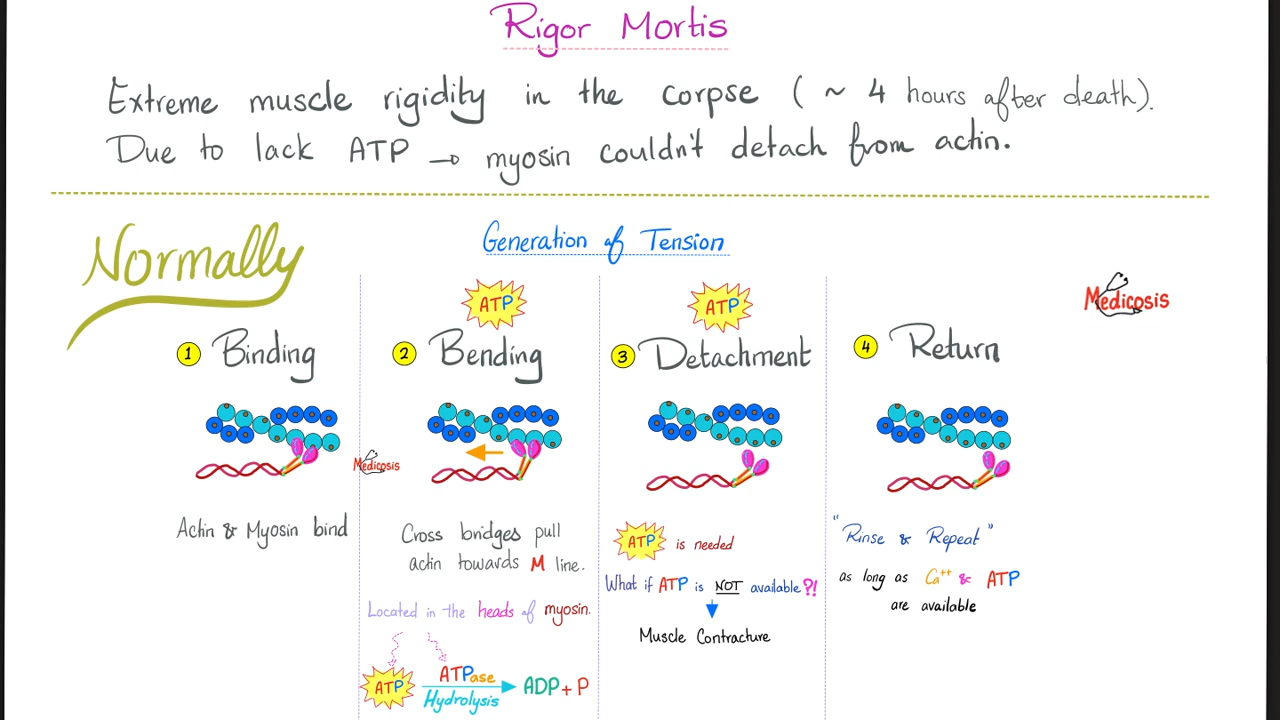 Rigor Mortis
Extreme muscle rigidity in the corpse (~ 4 hours after death).
Due to lack ATP → myosin couldn't detach from actin.
Normally
Generation of Tension
Medicosis
ATP
ATP
1 Binding
2 Bending
3 Detachment
4 Return
Medicosis
Actin & Myosin bind
Cross bridges pull
actin towards M line.
Located in the heads of myosin.
ATP
ATPase
Hydrolysis
ADP + P
ATP is needed
What if ATP is NOT available?!
Muscle Contracture
"Rinse & Repeat"
as long as Ca++ & ATP
are available